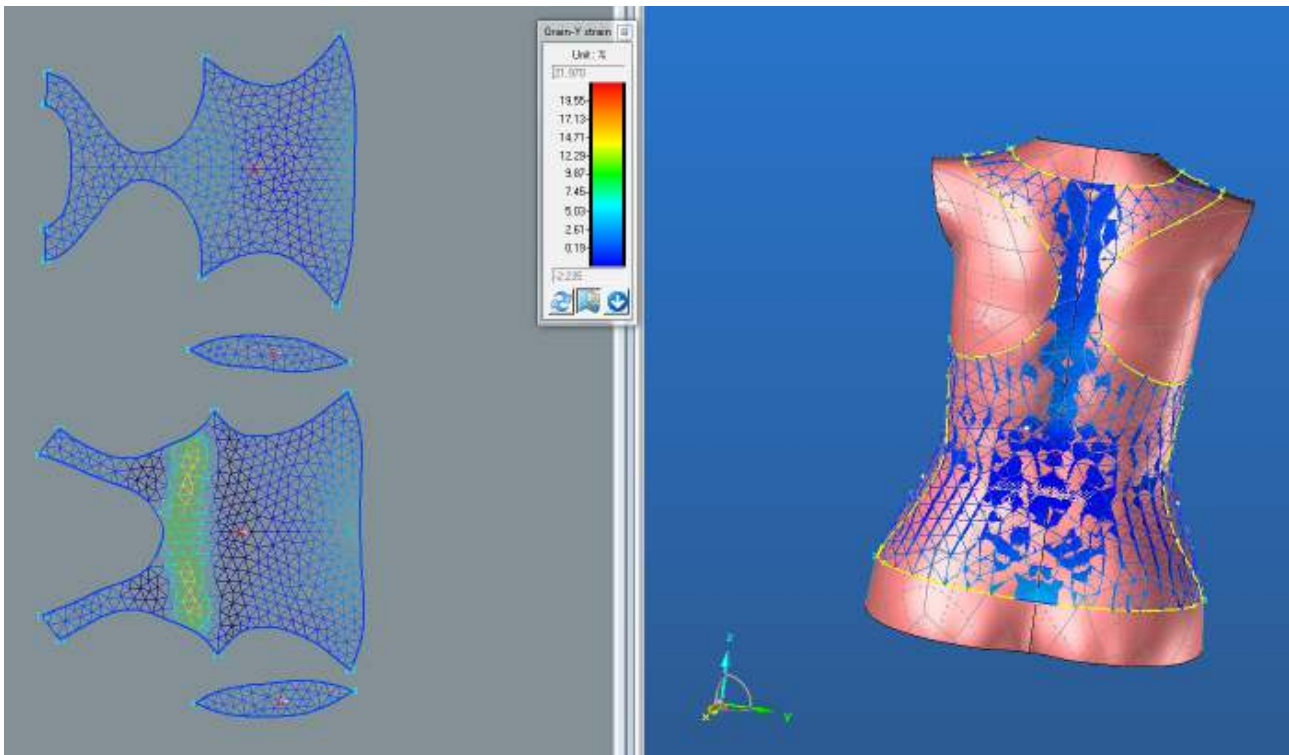 Grain-Y strain
Unit : %
21.970
19.55
17.13
14.71
12.29
9.87
7.45
5.03
2.61
0.19
-2.235
z
x
y